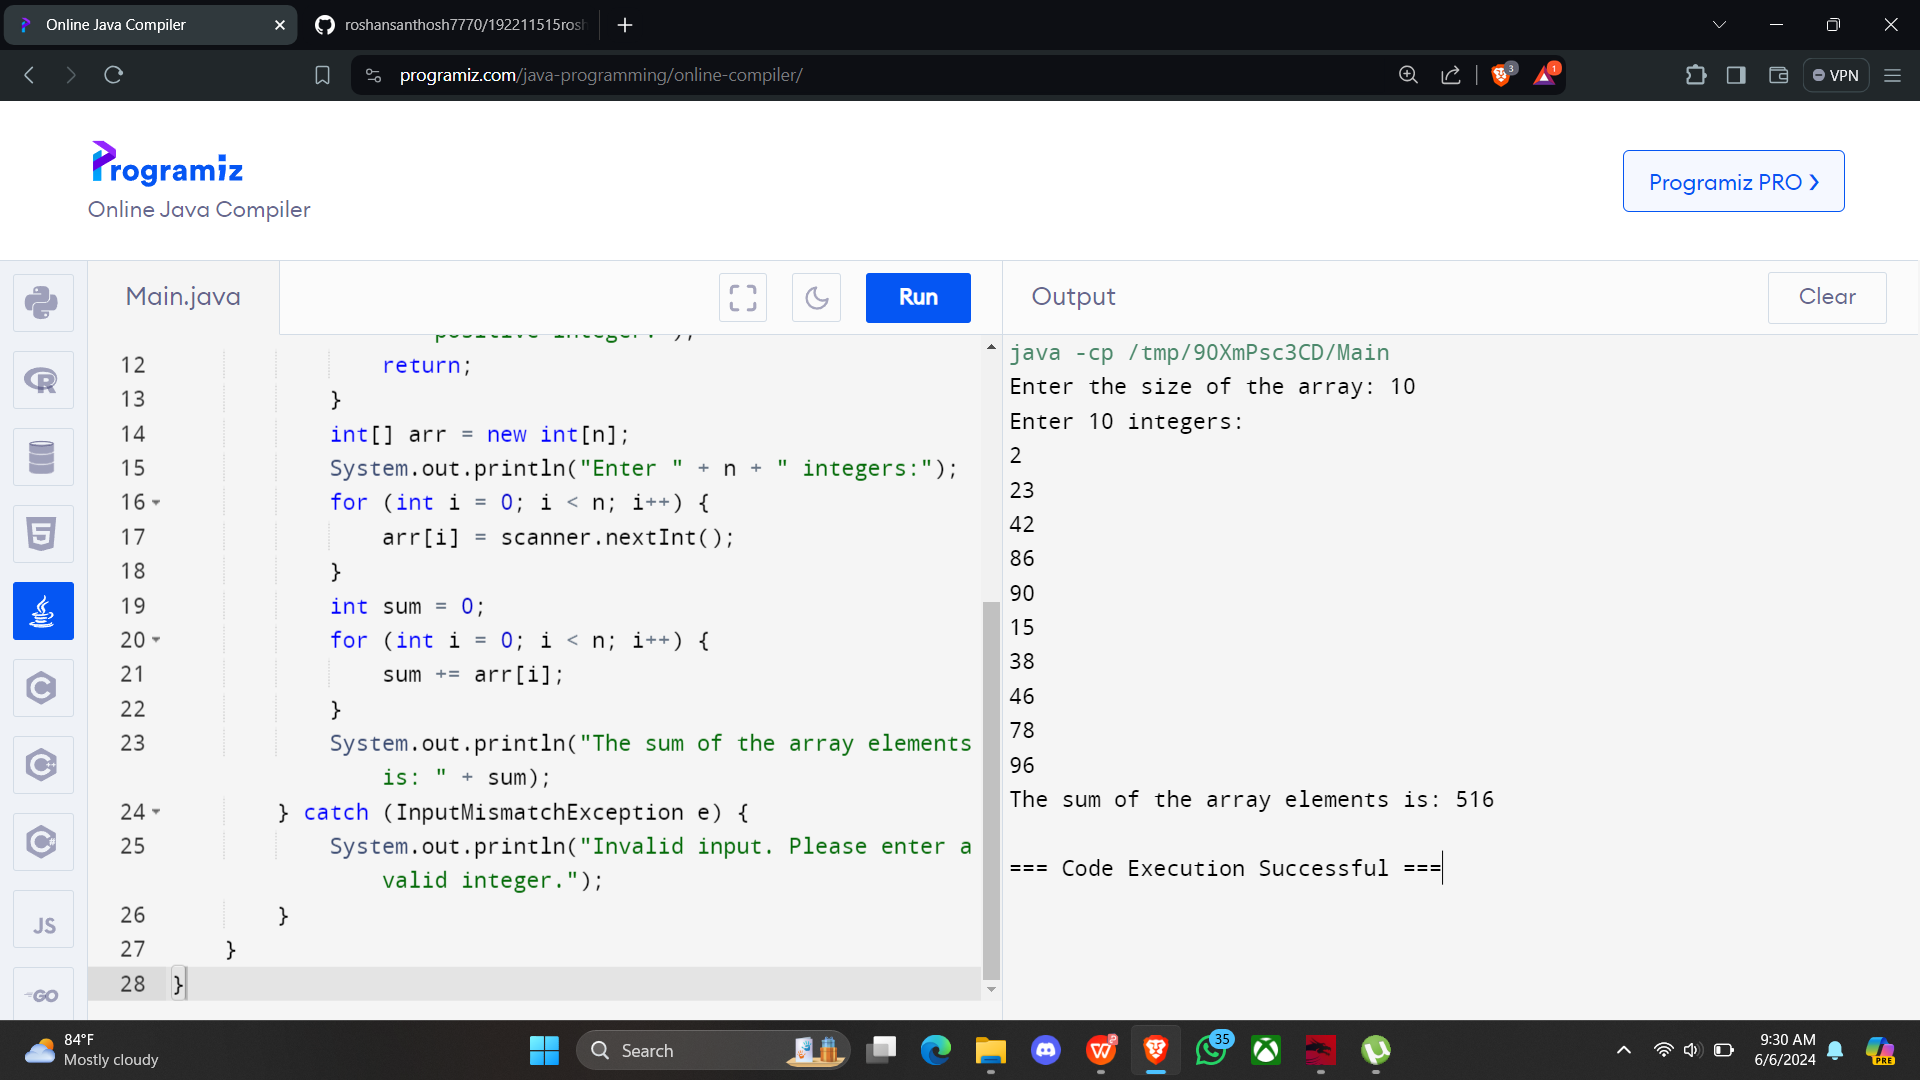 Online Java Compiler
roshansanthosh7770/192211515rosh
programiz.com/java-programming/online-compiler/
3
1
VPN
Programiz
Online Java Compiler
Programiz PRO
Main.java
Run
Output
Clear
positive integer.");
12 return;
13 }
14 int[] arr = new int[n];
15 System.out.println("Enter " + n + " integers:");
16 for (int i = 0; i < n; i++) {
17 arr[i] = scanner.nextInt();
18 }
19 int sum = 0;
20 for (int i = 0; i < n; i++) {
21 sum += arr[i];
22 }
23 System.out.println("The sum of the array elements
is: " + sum);
24 } catch (InputMismatchException e) {
25 System.out.println("Invalid input. Please enter a
valid integer.");
26 }
27 }
28 }
java -cp /tmp/90XmPsc3CD/Main
Enter the size of the array: 10
Enter 10 integers:
2
23
42
86
90
15
38
46
78
96
The sum of the array elements is: 516
=== Code Execution Successful ===
R
5
C
C++
C#
JS
GO
84°F
Mostly cloudy
Search
35
9:30 AM
6/6/2024
PRE